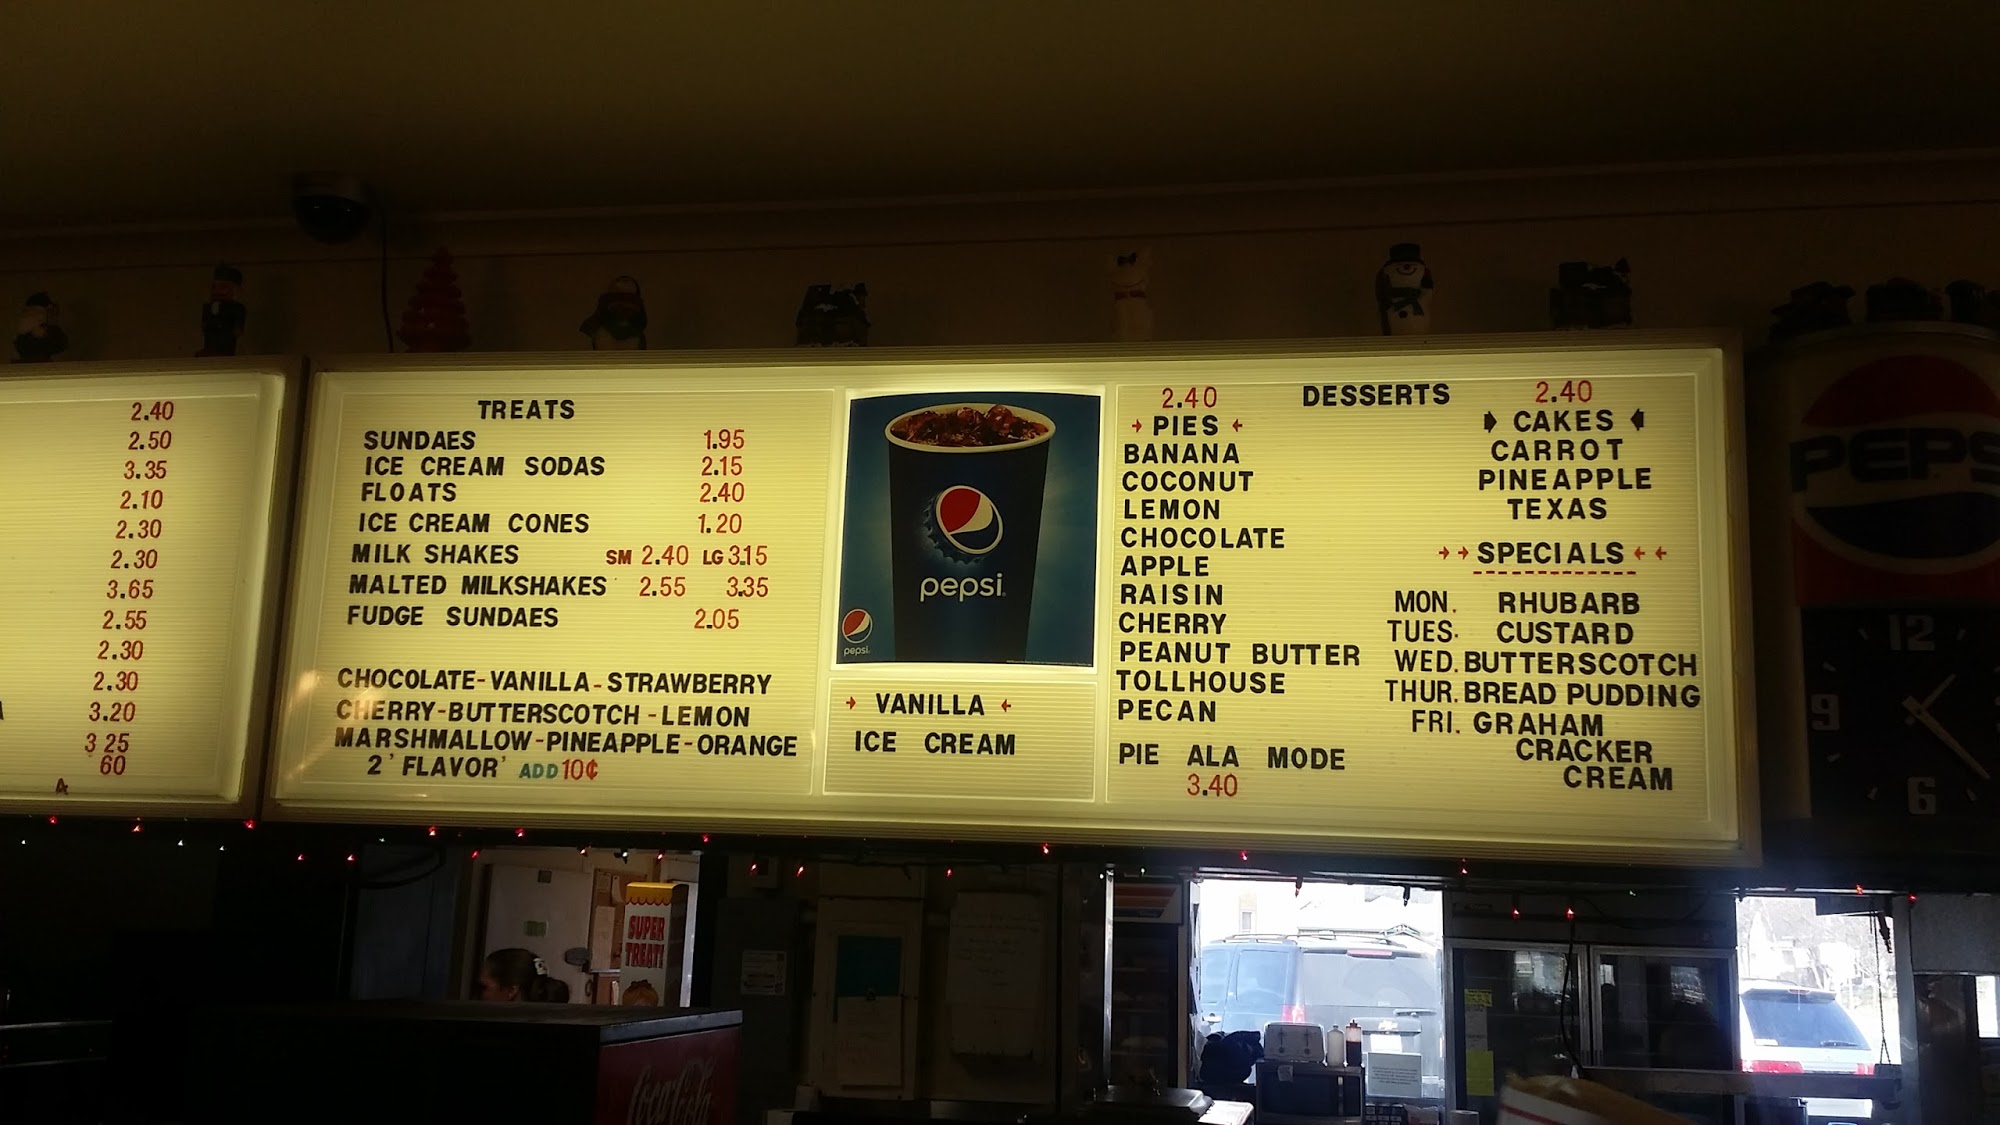 2.40
2.50
3.35
2.10
2.30
2.30
3.65
2.55
2.30
2.30
3.20
3 25
60
TREATS
SUNDAES 1.95
ICE CREAM SODAS 2.15
FLOATS 2.40
ICE CREAM CONES 1.20
MILK SHAKES SM 2.40 LG 3.15
MALTED MILKSHAKES 2.55 3.35
FUDGE SUNDAES 2.05
CHOCOLATE-VANILLA-STRAWBERRY
CHERRY-BUTTERSCOTCH-LEMON
MARSHMALLOW-PINEAPPLE-ORANGE
2 'FLAVOR' ADD 10¢
pepsi
pepsi
VANILLA
ICE CREAM
DESSERTS
2.40
PIES
BANANA
COCONUT
LEMON
CHOCOLATE
APPLE
RAISIN
CHERRY
PEANUT BUTTER
TOLLHOUSE
PECAN
PIE ALA MODE
3.40
2.40
CAKES
CARROT
PINEAPPLE
TEXAS
SPECIALS
MON. RHUBARB
TUES. CUSTARD
WED. BUTTERSCOTCH
THUR. BREAD PUDDING
FRI. GRAHAM
CRACKER
CREAM
PEPS
12
9
6
SUPER
TREAT!
Coca-Cola